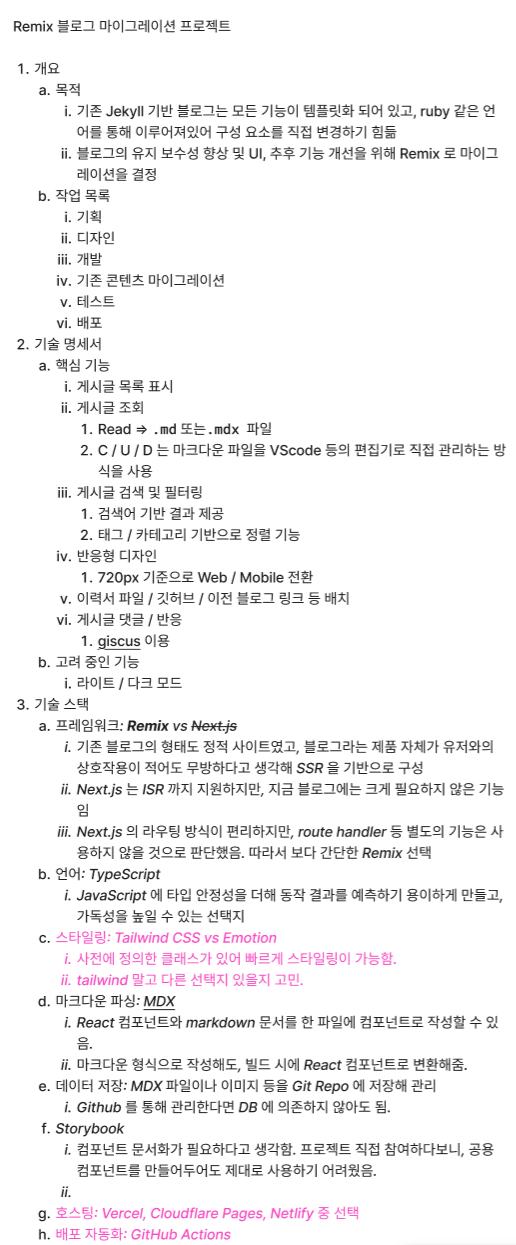 Remix 블로그 마이그레이션 프로젝트
1. 개요
a. 목적
i. 기존 Jekyll 기반 블로그는 모든 기능이 템플릿화 되어 있고, ruby 같은 언
어를 통해 이루어져있어 구성 요소를 직접 변경하기 힘듦
ii. 블로그의 유지 보수성 향상 및 UI, 추후 기능 개선을 위해 Remix 로 마이그
레이션을 결정
b. 작업 목록
i. 기획
ii. 디자인
iii. 개발
iv. 기존 콘텐츠 마이그레이션
v. 테스트
vi. 배포
2. 기술 명세서
a. 핵심 기능
i. 게시글 목록 표시
ii. 게시글 조회
1. Read ⇒ .md 또는 .mdx 파일
2. C / U / D 는 마크다운 파일을 VScode 등의 편집기로 직접 관리하는 방
식을 사용
iii. 게시글 검색 및 필터링
1. 검색어 기반 결과 제공
2. 태그 / 카테고리 기반으로 정렬 기능
iv. 반응형 디자인
1. 720px 기준으로 Web / Mobile 전환
v. 이력서 파일 / 깃허브 / 이전 블로그 링크 등 배치
vi. 게시글 댓글 / 반응
1. giscus 이용
b. 고려 중인 기능
i. 라이트 / 다크 모드
3. 기술 스택
a. 프레임워크: Remix vs Next.js
i. 기존 블로그의 형태도 정적 사이트였고, 블로그라는 제품 자체가 유저와의
상호작용이 적어도 무방하다고 생각해 SSR 을 기반으로 구성
ii. Next.js 는 ISR 까지 지원하지만, 지금 블로그에는 크게 필요하지 않은 기능
임
iii. Next.js 의 라우팅 방식이 편리하지만, route handler 등 별도의 기능은 사
용하지 않을 것으로 판단했음. 따라서 보다 간단한 Remix 선택
b. 언어: TypeScript
i. JavaScript 에 타입 안정성을 더해 동작 결과를 예측하기 용이하게 만들고,
가독성을 높일 수 있는 선택지
c. 스타일링: Tailwind CSS vs Emotion
i. 사전에 정의한 클래스가 있어 빠르게 스타일링이 가능함.
ii. tailwind 말고 다른 선택지 있을지 고민.
d. 마크다운 파싱: MDX
i. React 컴포넌트와 markdown 문서를 한 파일에 컴포넌트로 작성할 수 있
음.
ii. 마크다운 형식으로 작성해도, 빌드 시에 React 컴포넌트로 변환해줌.
e. 데이터 저장: MDX 파일이나 이미지 등을 Git Repo 에 저장해 관리
i. Github 를 통해 관리한다면 DB 에 의존하지 않아도 됨.
f. Storybook
i. 컴포넌트 문서화가 필요하다고 생각함. 프로젝트 직접 참여하다보니, 공용
컴포넌트를 만들어두어도 제대로 사용하기 어려웠음.
ii.
g. 호스팅: Vercel, Cloudflare Pages, Netlify 중 선택
h. 배포 자동화: GitHub Actions